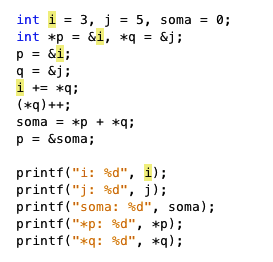 int i = 3, j = 5, soma = 0;
int *p = &i, *q = &j;
p = &i;
q = &j;
i += *q;
(*q)++;
soma = *p + *q;
p = &soma;
printf("i: %d", i);
printf("j: %d", j);
printf("soma: %d", soma);
printf("*p: %d", *p);
printf("*q: %d", *q);